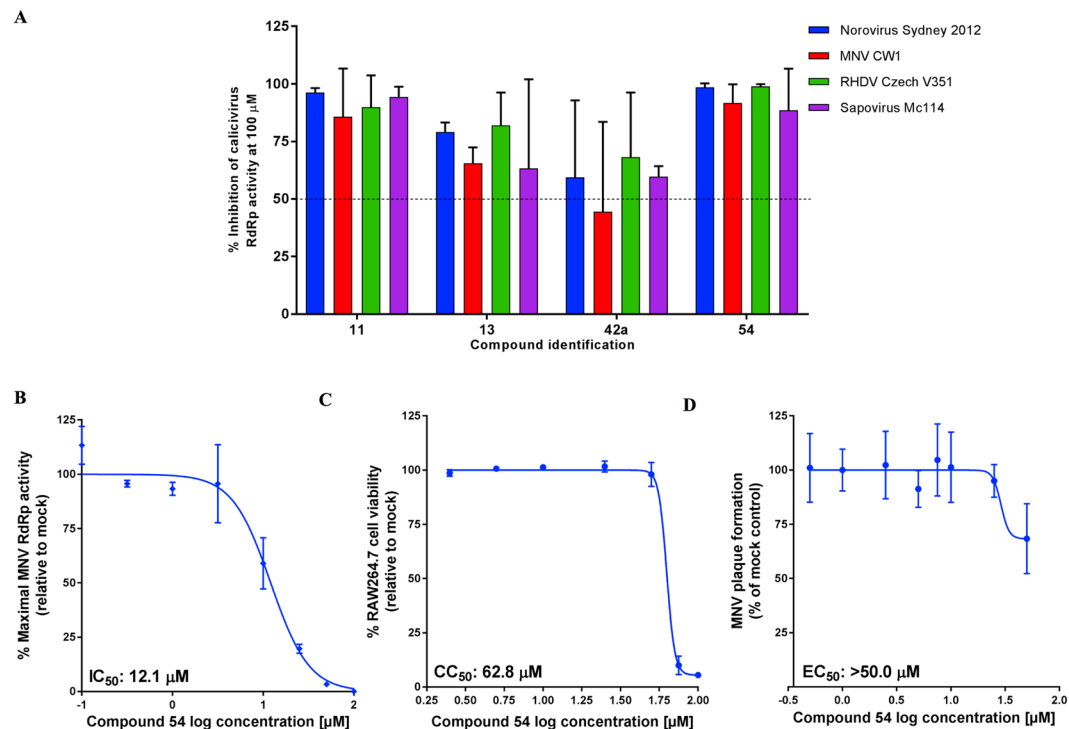 A
% Inhibition of calicivirus
RdRp activity at 100 µM
125
100
75
50
25
0
11
13
42a
54
Compound identification
Norovirus Sydney 2012
MNV CW1
RHDV Czech V351
Sapovirus Mc114
B
% Maximal MNV RdRp activity
(relative to mock)
125
100
75
50
25
0
IC50: 12.1 µM
-1
0
1
2
Compound 54 log concentration [µM]
C
% RAW264.7 cell viability
(relative to mock)
125
100
75
50
25
0
CC50: 62.8 µM
0.25
0.50
0.75
1.00
1.25
1.50
1.75
2.00
Compound 54 log concentration [µM]
D
MNV plaque formation
(% of mock control)
125
100
75
50
25
0
EC50: >50.0 µM
-0.5
0.0
0.5
1.0
1.5
2.0
Compound 54 log concentration [µM]